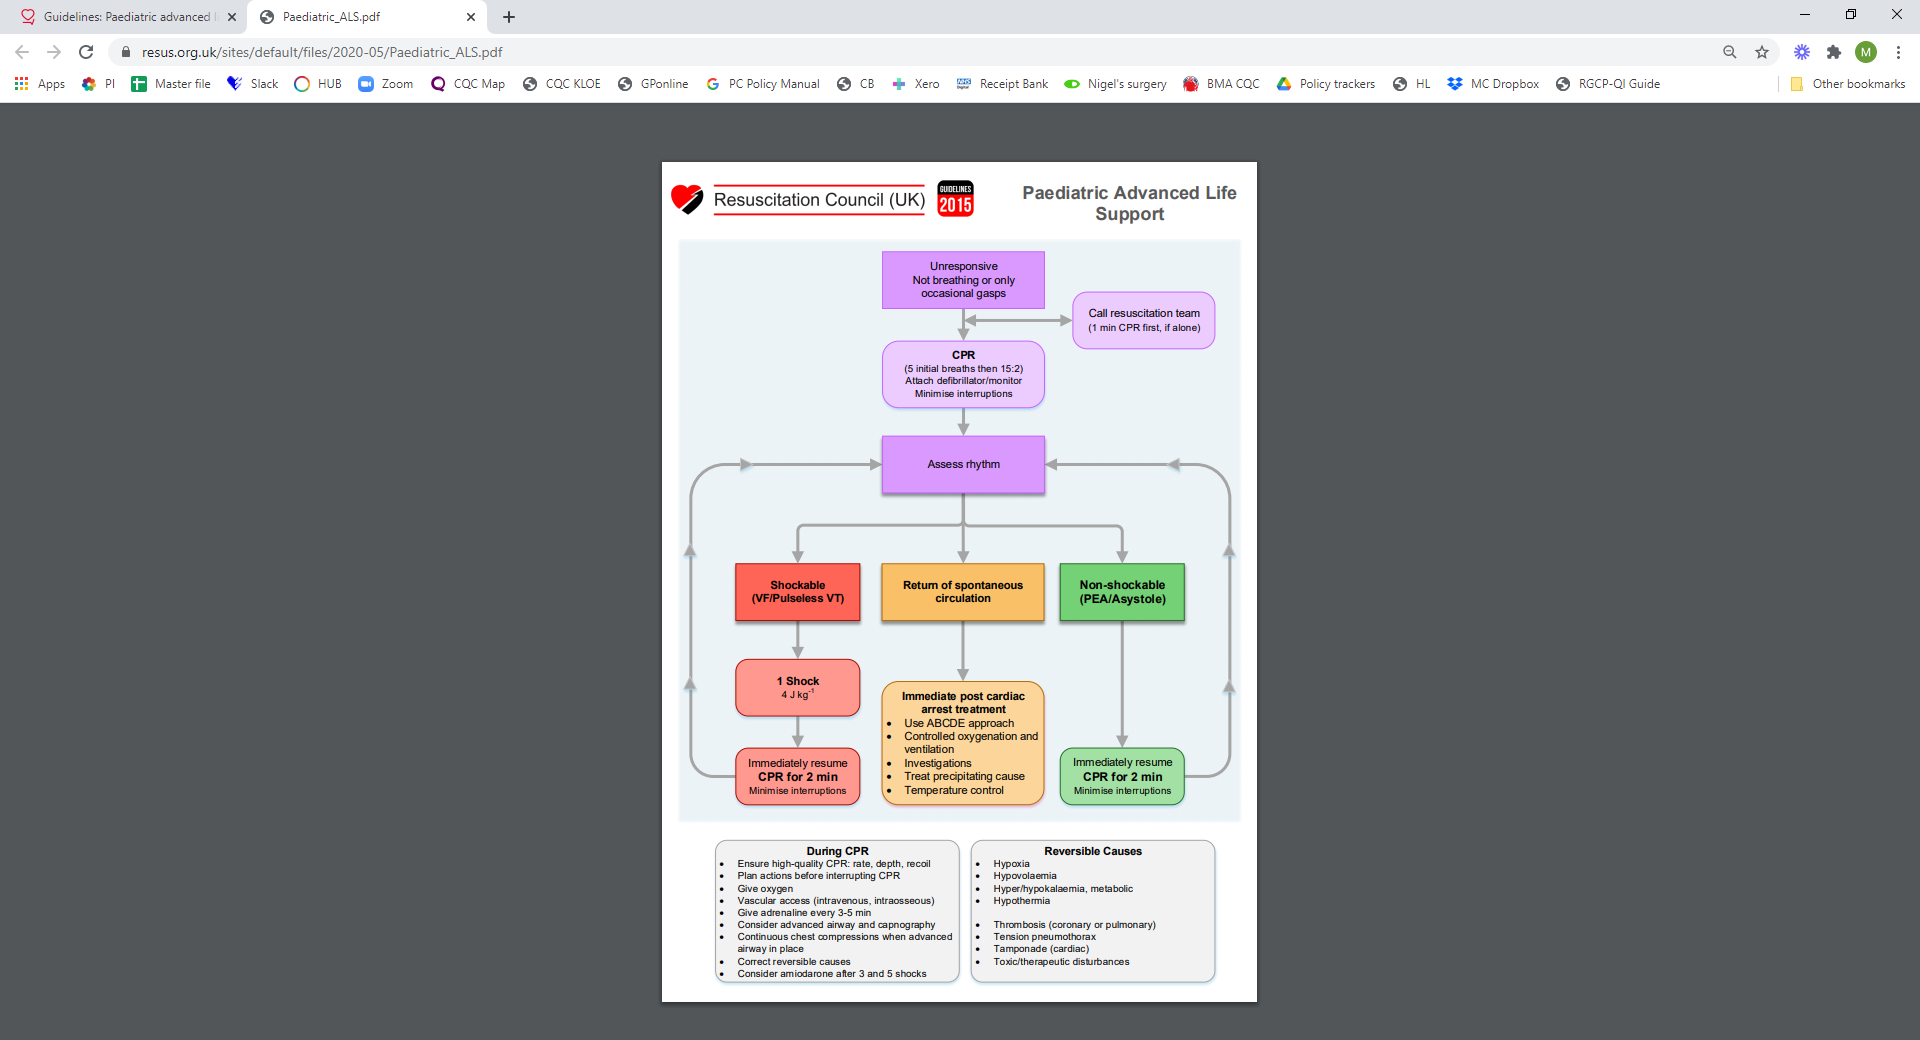 Guidelines: Paediatric advanced l
Paediatric_ALS.pdf
resus.org.uk/sites/default/files/2020-05/Paediatric_ALS.pdf
M
Apps
PI
Master file
Slack
HUB
Zoom
CQC Map
CQC KLOE
GPonline
PC Policy Manual
CB
Xero
Receipt Bank
Nigel's surgery
BMA CQC
Policy trackers
HL
MC Dropbox
RGCP-QI Guide
Other bookmarks
Resuscitation Council (UK)
GUIDELINES
2015
Paediatric Advanced Life
Support
Unresponsive
Not breathing or only
occasional gasps
Call resuscitation team
(1 min CPR first, if alone)
CPR
(5 initial breaths then 15:2)
Attach defibrillator/monitor
Minimise interruptions
Assess rhythm
Shockable
(VF/Pulseless VT)
Return of spontaneous
circulation
Non-shockable
(PEA/Asystole)
1 Shock
4 J kg⁻¹
Immediately resume
CPR for 2 min
Minimise interruptions
Immediate post cardiac
arrest treatment
• Use ABCDE approach
• Controlled oxygenation and
ventilation
• Investigations
• Treat precipitating cause
• Temperature control
Immediately resume
CPR for 2 min
Minimise interruptions
During CPR
• Ensure high-quality CPR: rate, depth, recoil
• Plan actions before interrupting CPR
• Give oxygen
• Vascular access (intravenous, intraosseous)
• Give adrenaline every 3-5 min
• Consider advanced airway and capnography
• Continuous chest compressions when advanced
airway in place
• Correct reversible causes
• Consider amiodarone after 3 and 5 shocks
Reversible Causes
• Hypoxia
• Hypovolaemia
• Hyper/hypokalaemia, metabolic
• Hypothermia
• Thrombosis (coronary or pulmonary)
• Tension pneumothorax
• Tamponade (cardiac)
• Toxic/therapeutic disturbances